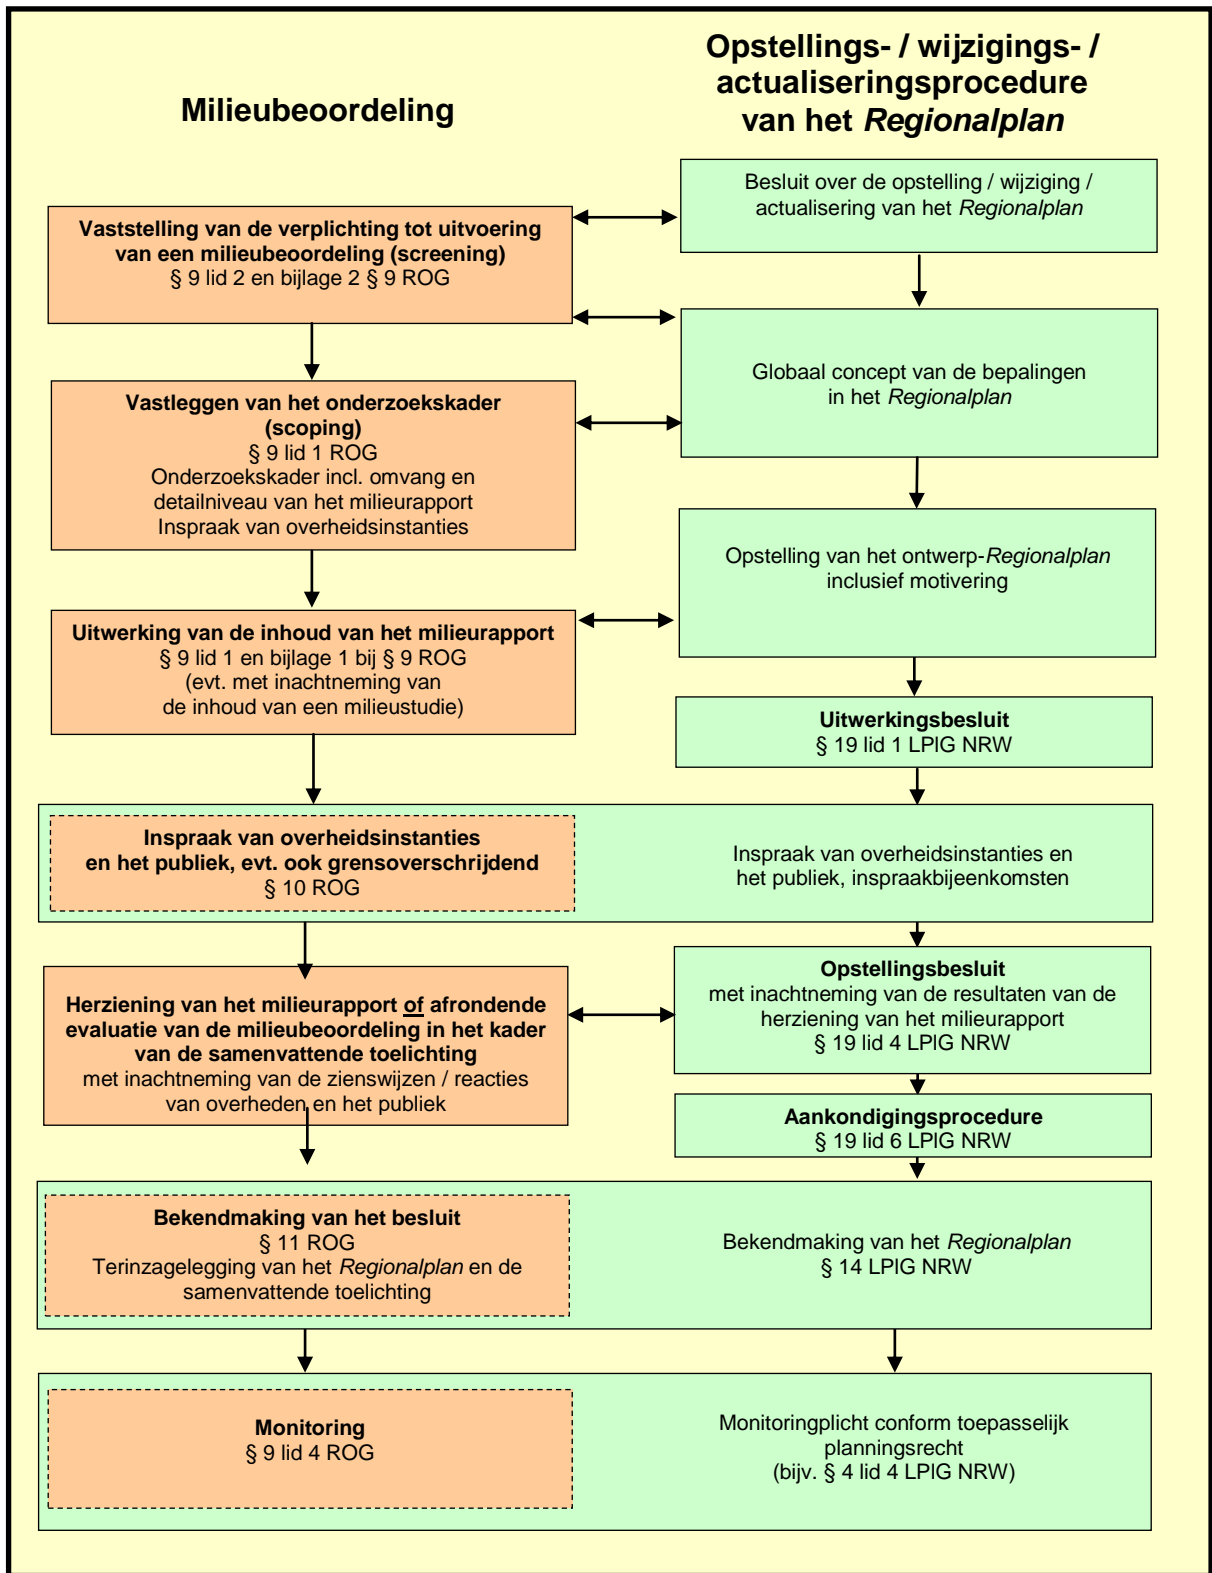 Milieubeoordeling
Opstellings- / wijzigings- /
actualiseringsprocedure
van het Regionalplan
Besluit over de opstelling / wijziging /
actualisering van het Regionalplan
Vaststelling van de verplichting tot uitvoering
van een milieubeoordeling (screening)
§ 9 lid 2 en bijlage 2 § 9 ROG
Globaal concept van de bepalingen
in het Regionalplan
Vastleggen van het onderzoekskader
(scoping)
§ 9 lid 1 ROG
Onderzoekskader incl. omvang en
detailniveau van het milieurapport
Inspraak van overheidsinstanties
Opstelling van het ontwerp-Regionalplan
inclusief motivering
Uitwerking van de inhoud van het milieurapport
§ 9 lid 1 en bijlage 1 bij § 9 ROG
(evt. met inachtneming van
de inhoud van een milieustudie)
Uitwerkingsbesluit
§ 19 lid 1 LPlG NRW
Inspraak van overheidsinstanties
en het publiek, evt. ook grensoverschrijdend
§ 10 ROG
Inspraak van overheidsinstanties en
het publiek, inspraakbijeenkomsten
Opstellingsbesluit
met inachtneming van de resultaten van de
herziening van het milieurapport
§ 19 lid 4 LPlG NRW
Herziening van het milieurapport of afrondende
evaluatie van de milieubeoordeling in het kader
van de samenvattende toelichting
met inachtneming van de zienswijzen / reacties
van overheden en het publiek
Aankondigingsprocedure
§ 19 lid 6 LPlG NRW
Bekendmaking van het besluit
§ 11 ROG
Terinzagelegging van het Regionalplan en de
samenvattende toelichting
Bekendmaking van het Regionalplan
§ 14 LPlG NRW
Monitoring
§ 9 lid 4 ROG
Monitoringplicht conform toepasselijk
planningsrecht
(bijv. § 4 lid 4 LPlG NRW)